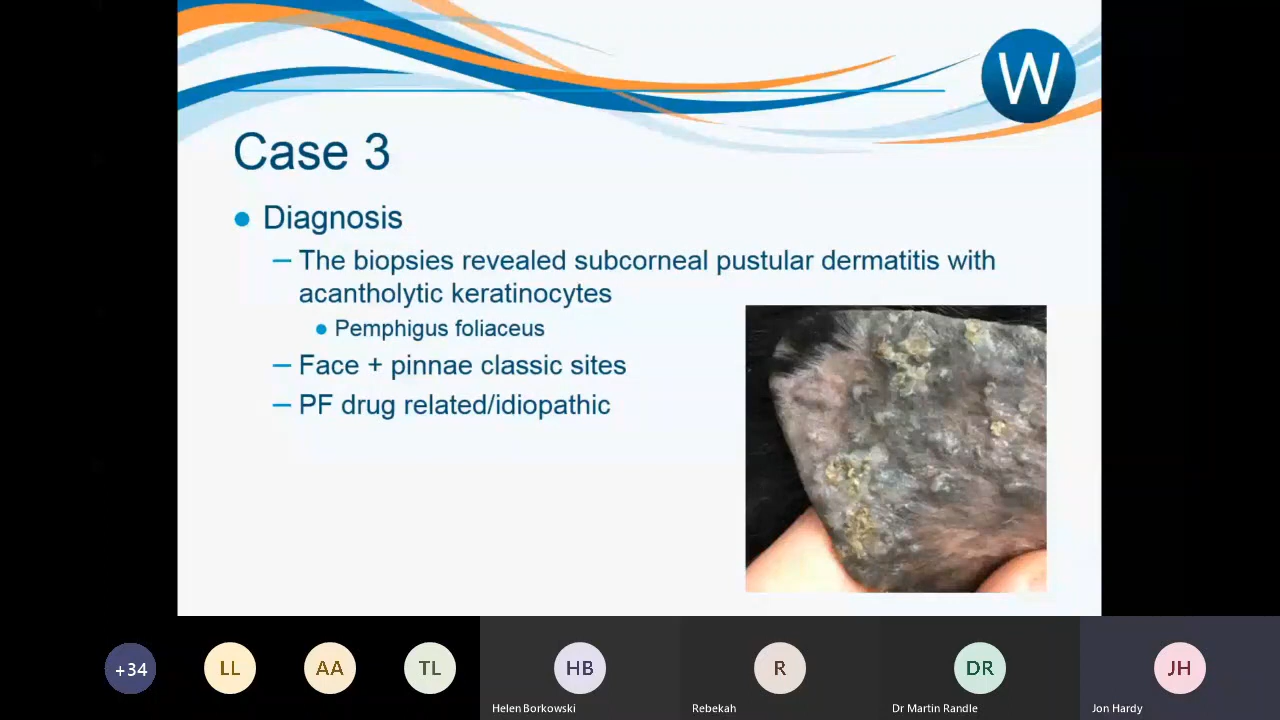 W
Case 3
Diagnosis
– The biopsies revealed subcorneal pustular dermatitis with
acantholytic keratinocytes
Pemphigus foliaceus
– Face + pinnae classic sites
– PF drug related/idiopathic
+34
LL
AA
TL
HB
R
DR
JH
Helen Borkowski
Rebekah
Dr Martin Randle
Jon Hardy